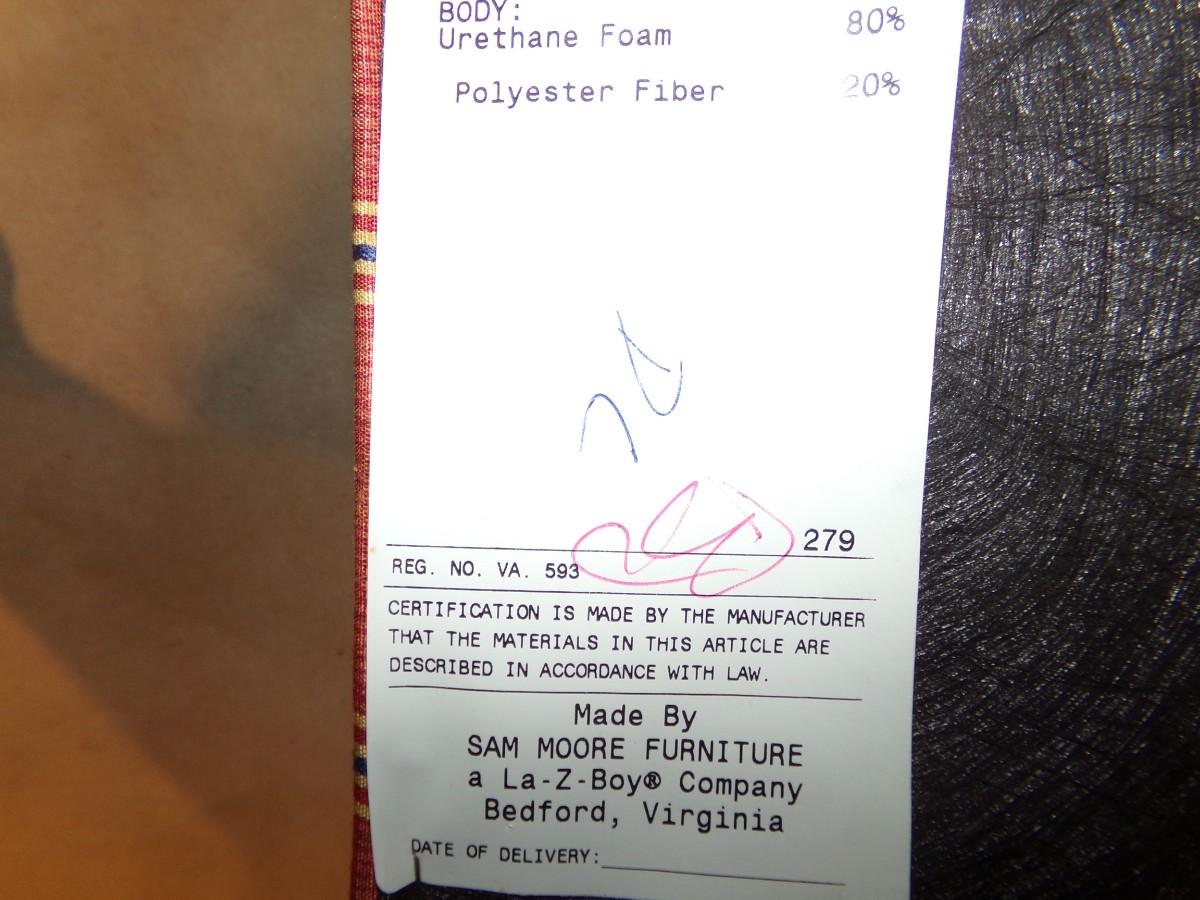 BODY:
Urethane Foam 80%
Polyester Fiber 20%
279
REG. NO. VA. 593
CERTIFICATION IS MADE BY THE MANUFACTURER
THAT THE MATERIALS IN THIS ARTICLE ARE
DESCRIBED IN ACCORDANCE WITH LAW.
Made By
SAM MOORE FURNITURE
a La-Z-Boy® Company
Bedford, Virginia
DATE OF DELIVERY: